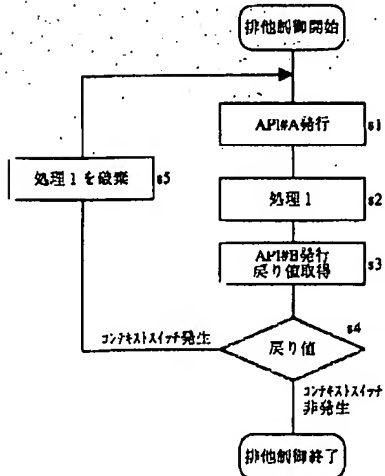 排他制御開始
API#A発行
s1
処理1を破棄
s5
処理1
s2
API#B発行
戻り値取得
s3
s4
コンテキストスイッチ発生
戻り値
コンテキストスイッチ
非発生
排他制御終了